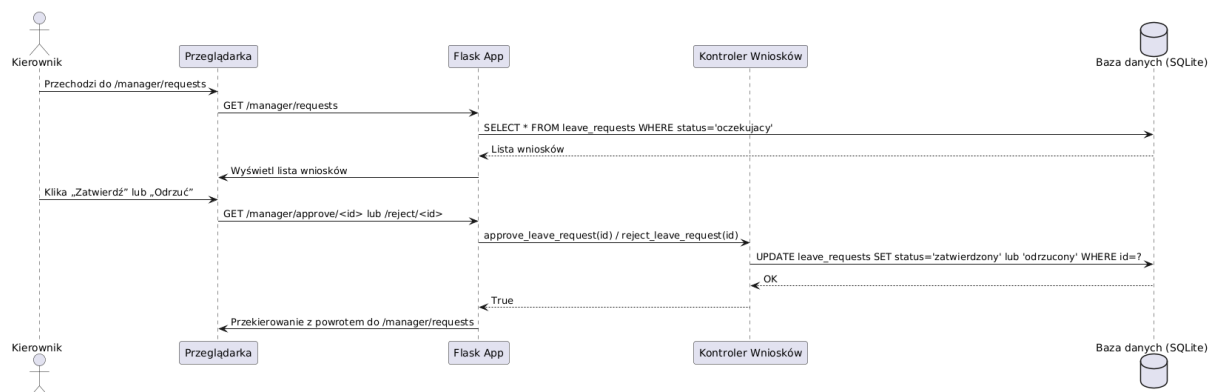 Kierownik
Przeglądarka
Flask App
Kontroler Wniosków
Baza danych (SQLite)
Przechodzi do /manager/requests
GET /manager/requests
SELECT * FROM leave_requests WHERE status='oczekujacy'
Lista wniosków
Wyświetl lista wniosków
Klika „Zatwierdź” lub „Odrzuć”
GET /manager/approve/<id> lub /reject/<id>
approve_leave_request(id) / reject_leave_request(id)
UPDATE leave_requests SET status='zatwierdzony' lub 'odrzucony' WHERE id=?
OK
True
Przekierowanie z powrotem do /manager/requests
Kierownik
Przeglądarka
Flask App
Kontroler Wniosków
Baza danych (SQLite)